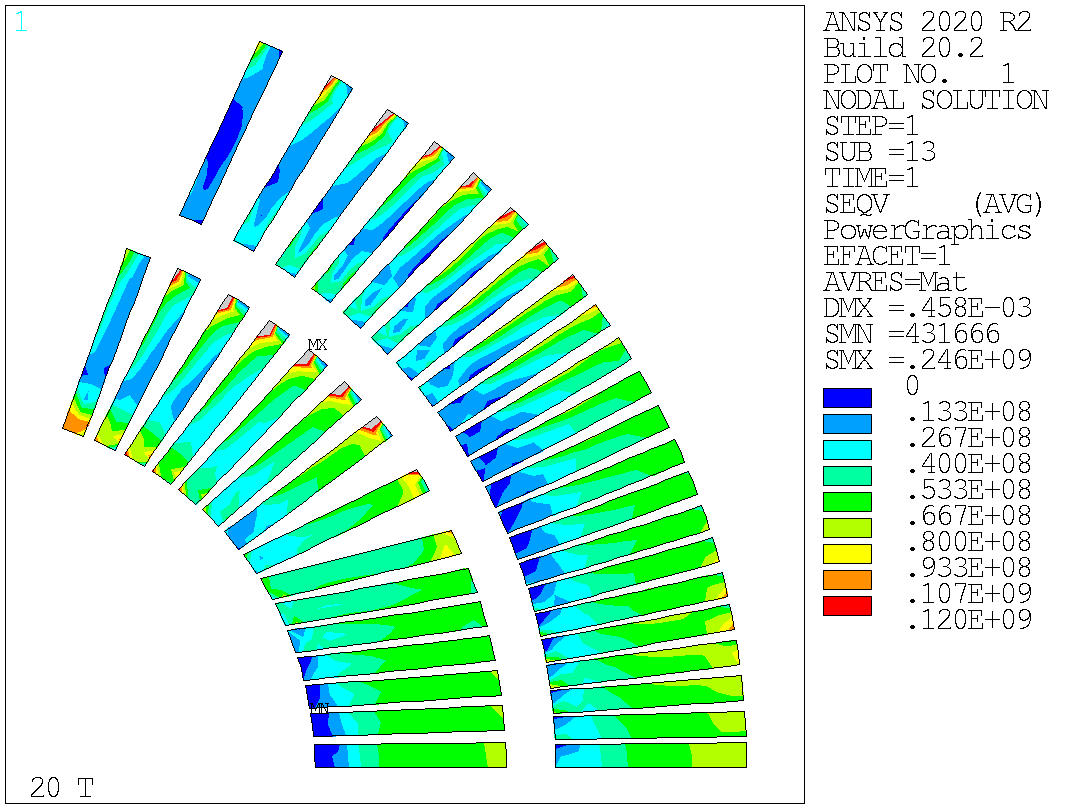 1
ANSYS 2020 R2
Build 20.2
PLOT NO. 1
NODAL SOLUTION
STEP=1
SUB =13
TIME=1
SEQV (AVG)
PowerGraphics
EFACET=1
AVRES=Mat
DMX =.458E-03
SMN =431666
SMX =.246E+09
0
.133E+08
.267E+08
.400E+08
.533E+08
.667E+08
.800E+08
.933E+08
.107E+09
.120E+09
MX
MN
20 T